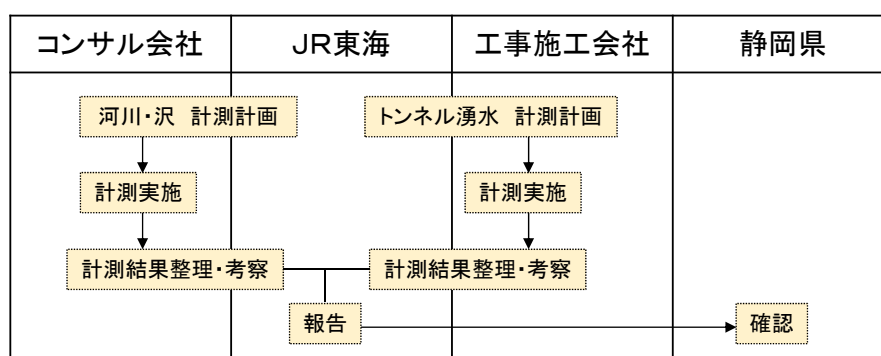 コンサル会社 JR東海 工事施工会社 静岡県
河川・沢 計測計画 トンネル湧水 計測計画
計測実施 計測実施
計測結果整理・考察 計測結果整理・考察
報告 確認